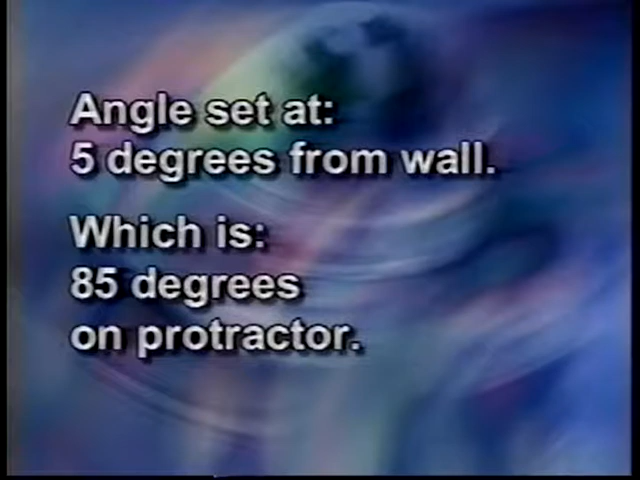 Angle set at:
5 degrees from wall.
Which is:
85 degrees
on protractor.